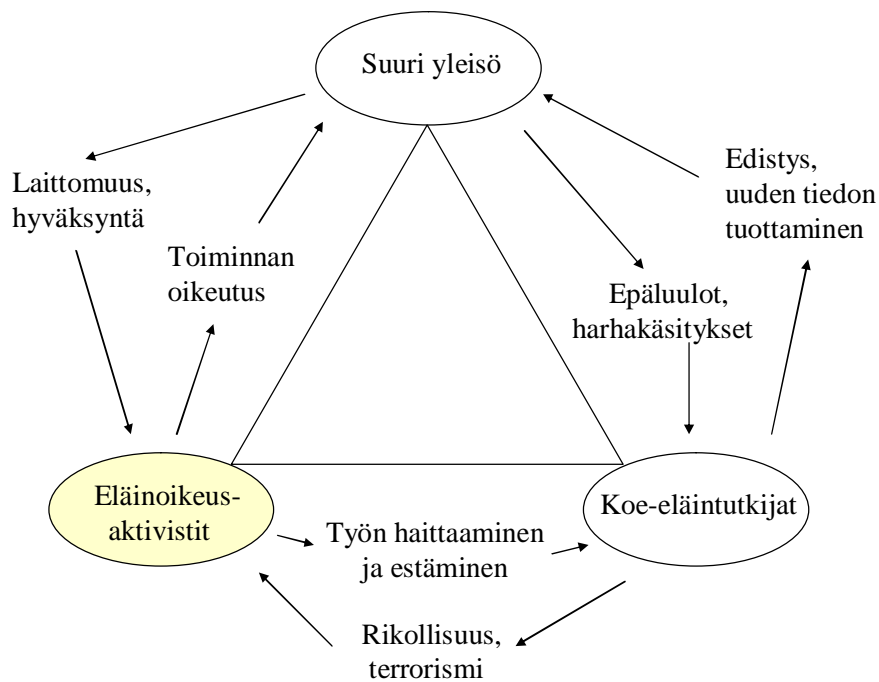 Suuri yleisö
Laittomuus,
hyväksyntä
Toiminnan
oikeutus
Edistys,
uuden tiedon
tuottaminen
Epäluulot,
harhakäsitykset
Eläinoikeus-
aktivistit
Työn haittaaminen
ja estäminen
Koe-eläintutkijat
Rikollisuus,
terrorismi